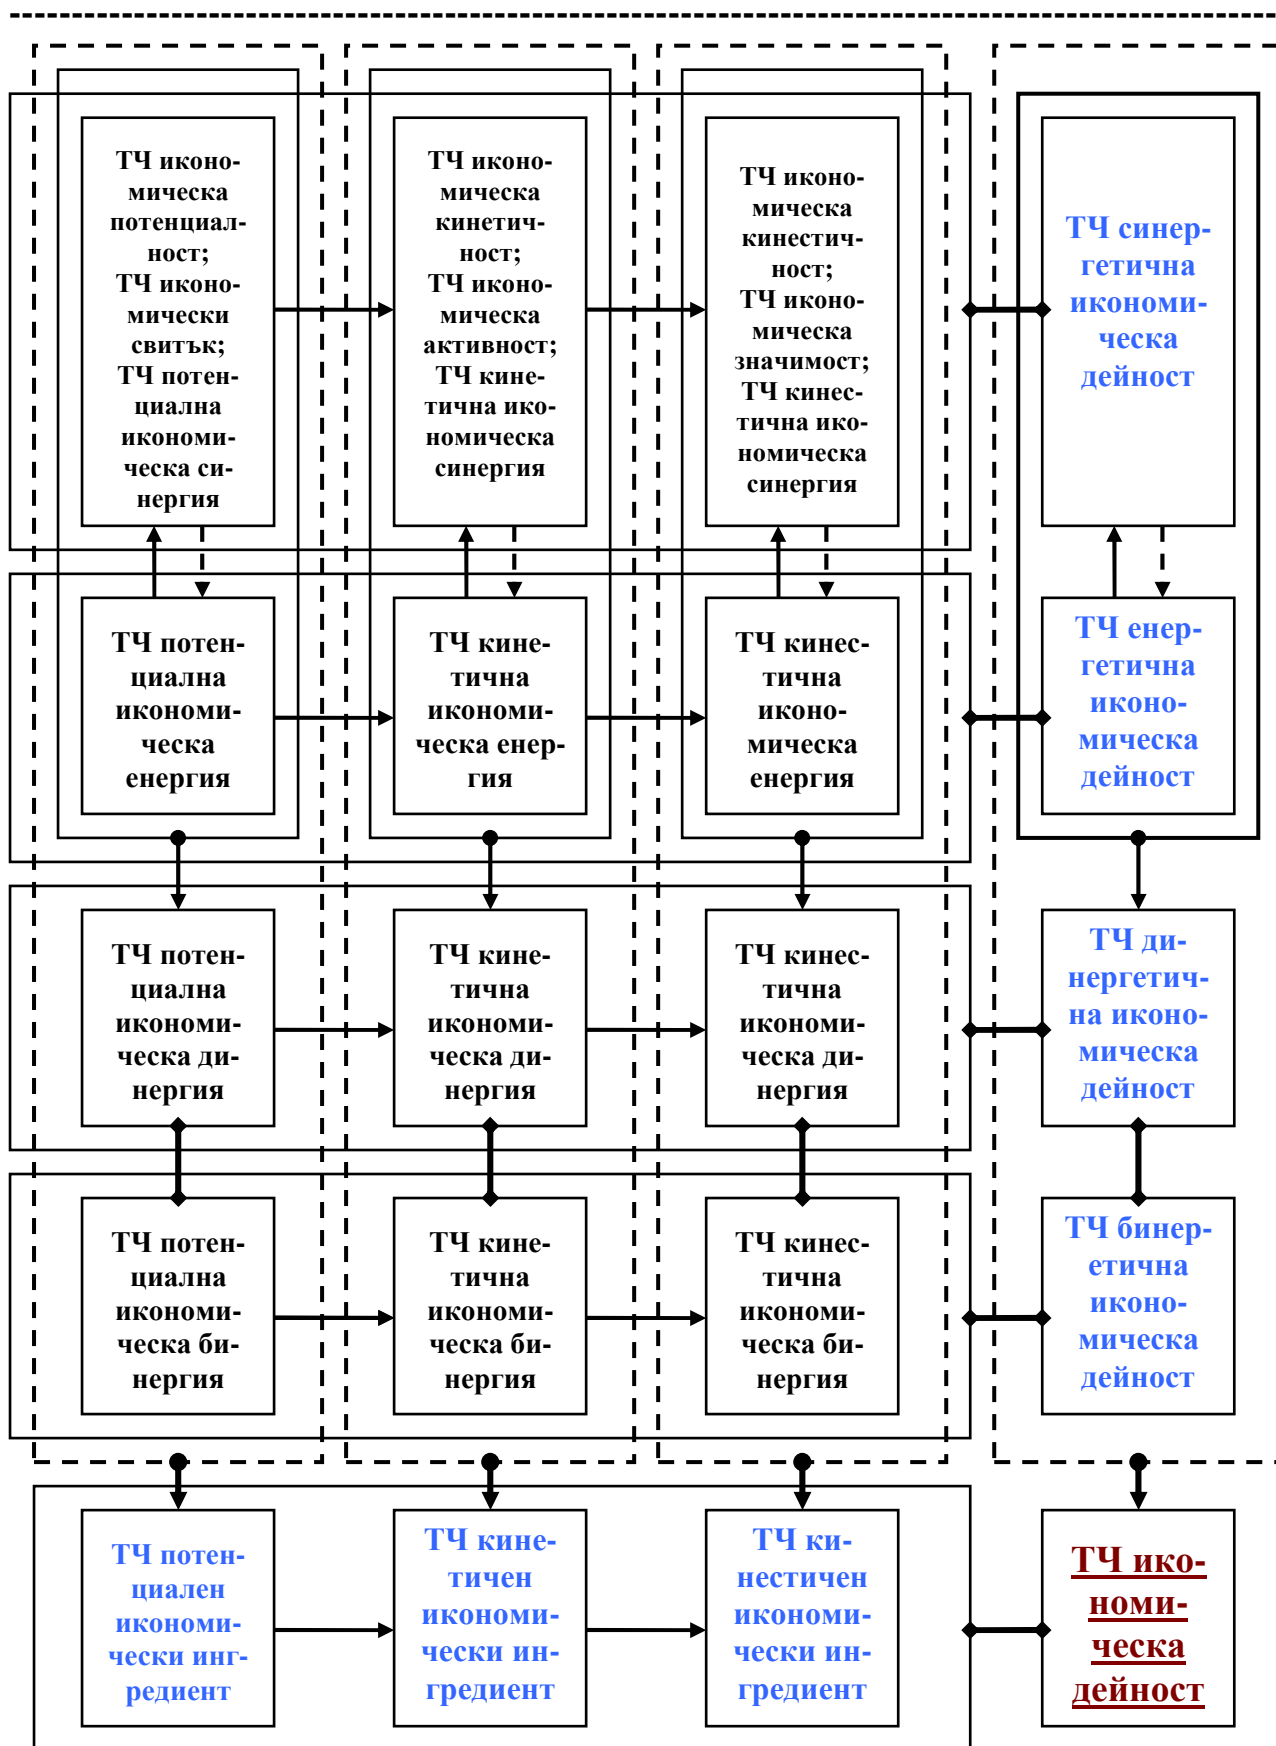 ТЧ иконо-
мическа
потенциал-
ност;
ТЧ иконо-
мически
свитък;
ТЧ потен-
циална
икономи-
ческа си-
нергия
ТЧ иконо-
мическа
кинетич-
ност;
ТЧ иконо-
мическа
активност;
ТЧ кине-
тична ико-
номическа
синергия
ТЧ иконо-
мическа
кинестич-
ност;
ТЧ иконо-
мическа
значимост;
ТЧ кинес-
тична ико-
номическа
синергия
ТЧ синер-
гетична
икономи-
ческа
дейност
ТЧ потен-
циална
икономи-
ческа
енергия
ТЧ кине-
тична
икономи-
ческа енер-
гия
ТЧ кинес-
тична
иконо-
мическа
енергия
ТЧ енер-
гетична
иконо-
мическа
дейност
ТЧ потен-
циална
икономи-
ческа ди-
нергия
ТЧ кине-
тична
икономи-
ческа ди-
нергия
ТЧ кинес-
тична
икономи-
ческа ди-
нергия
ТЧ ди-
нергетич-
на иконо-
мическа
дейност
ТЧ потен-
циална
икономи-
ческа би-
нергия
ТЧ кине-
тична
икономи-
ческа би-
нергия
ТЧ кинес-
тична
икономи-
ческа би-
нергия
ТЧ бинер-
етична
иконо-
мическа
дейност
ТЧ потен-
циален
икономи-
чески инг-
редиент
ТЧ кине-
тичен
икономи-
чески ин-
гредиент
ТЧ ки-
нестичен
икономи-
чески ин-
гредиент
ТЧ ико-
номи-
ческа
дейност